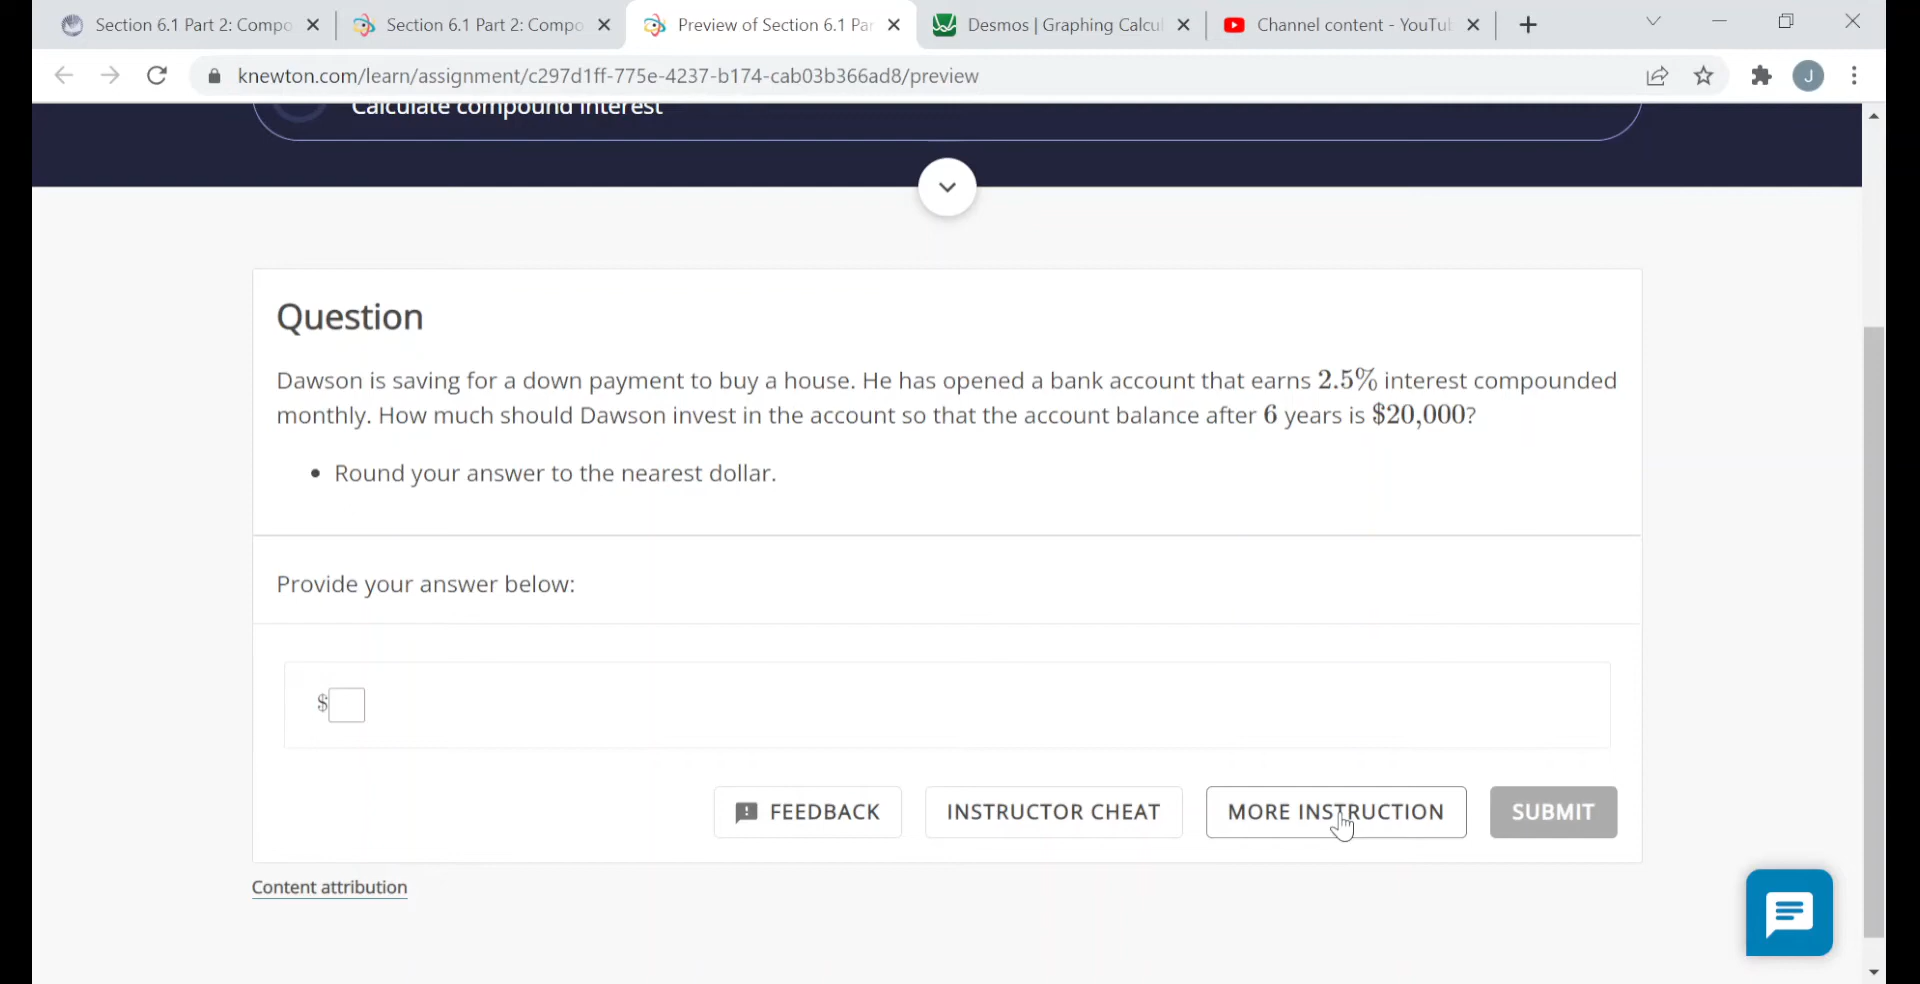 Section 6.1 Part 2: Compo
Section 6.1 Part 2: Compo
Preview of Section 6.1 Par
Desmos | Graphing Calcul
Channel content - YouTub
knewton.com/learn/assignment/c297d1ff-775e-4237-b174-cab03b366ad8/preview
J
Calculate compound interest
Question
Dawson is saving for a down payment to buy a house. He has opened a bank account that earns 2.5% interest compounded
monthly. How much should Dawson invest in the account so that the account balance after 6 years is $20,000?
• Round your answer to the nearest dollar.
Provide your answer below:
$
FEEDBACK
INSTRUCTOR CHEAT
MORE INSTRUCTION
SUBMIT
Content attribution